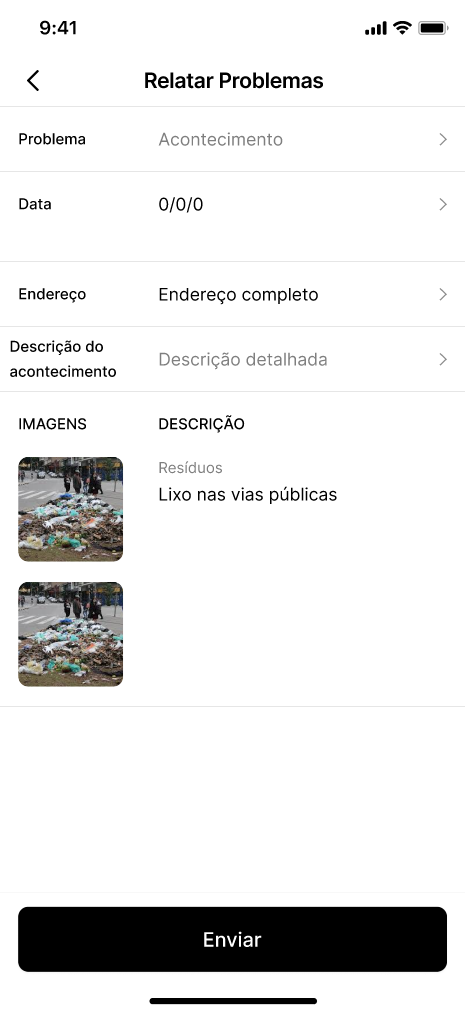 9:41
Relatar Problemas
Problema
Acontecimento
Data
0/0/0
Endereço
Endereço completo
Descrição do
acontecimento
Descrição detalhada
IMAGENS
DESCRIÇÃO
Resíduos
Lixo nas vias públicas
Enviar